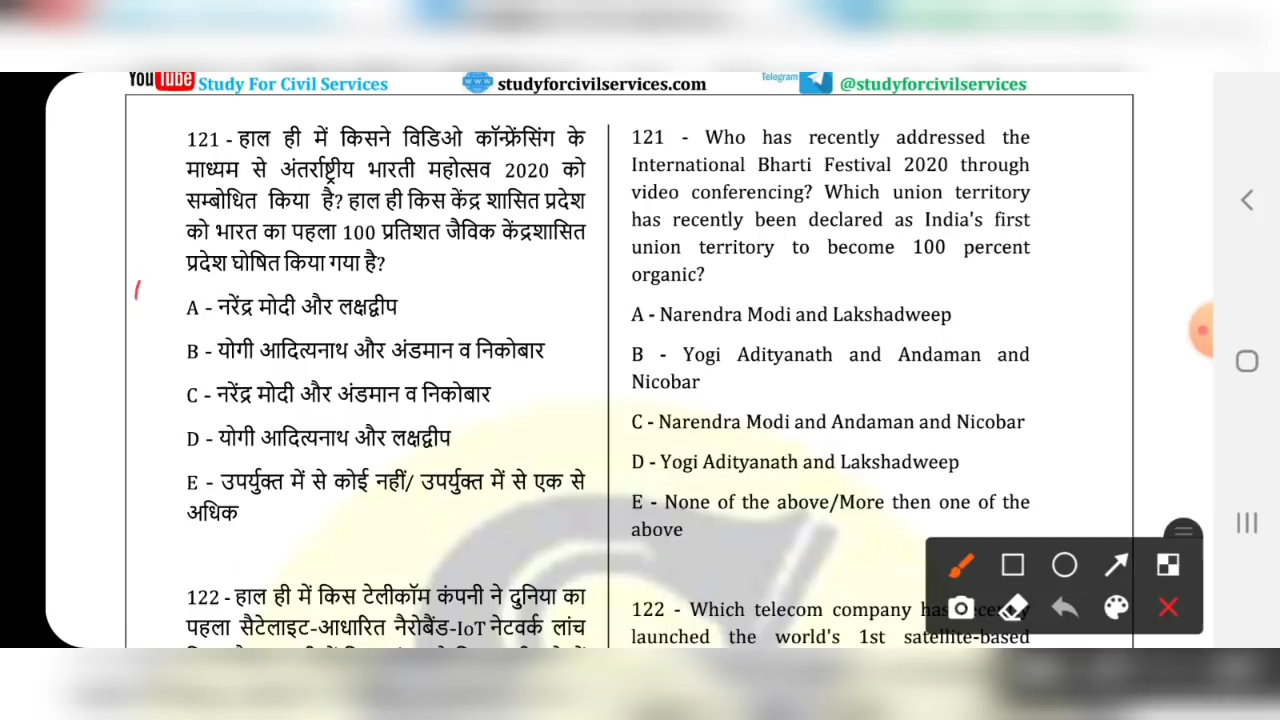 YouTube Study For Civil Services
www studyforcivilservices.com
Telegram @studyforcivilservices
121 - हाल ही में किसने विडिओ कॉन्फ्रेंसिंग के
माध्यम से अंतर्राष्ट्रीय भारती महोत्सव 2020 को
सम्बोधित किया है? हाल ही किस केंद्र शासित प्रदेश
को भारत का पहला 100 प्रतिशत जैविक केंद्रशासित
प्रदेश घोषित किया गया है?
A - नरेंद्र मोदी और लक्षद्वीप
B - योगी आदित्यनाथ और अंडमान व निकोबार
C - नरेंद्र मोदी और अंडमान व निकोबार
D - योगी आदित्यनाथ और लक्षद्वीप
E - उपर्युक्त में से कोई नहीं/ उपर्युक्त में से एक से
अधिक
122 - हाल ही में किस टेलीकॉम कंपनी ने दुनिया का
पहला सैटेलाइट-आधारित नैरोबैंड-IoT नेटवर्क लांच
121 - Who has recently addressed the
International Bharti Festival 2020 through
video conferencing? Which union territory
has recently been declared as India's first
union territory to become 100 percent
organic?
A - Narendra Modi and Lakshadweep
B - Yogi Adityanath and Andaman and
Nicobar
C - Narendra Modi and Andaman and Nicobar
D - Yogi Adityanath and Lakshadweep
E - None of the above/More then one of the
above
122 - Which telecom company has
launched the world's 1st satellite-based